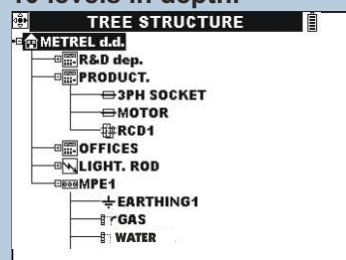 10 levels in depth.
TREE STRUCTURE
METREL d.d.
R&D dep.
PRODUCT.
3PH SOCKET
MOTOR
RCD1
OFFICES
LIGHT. ROD
MPE1
EARTHING1
GAS
WATER